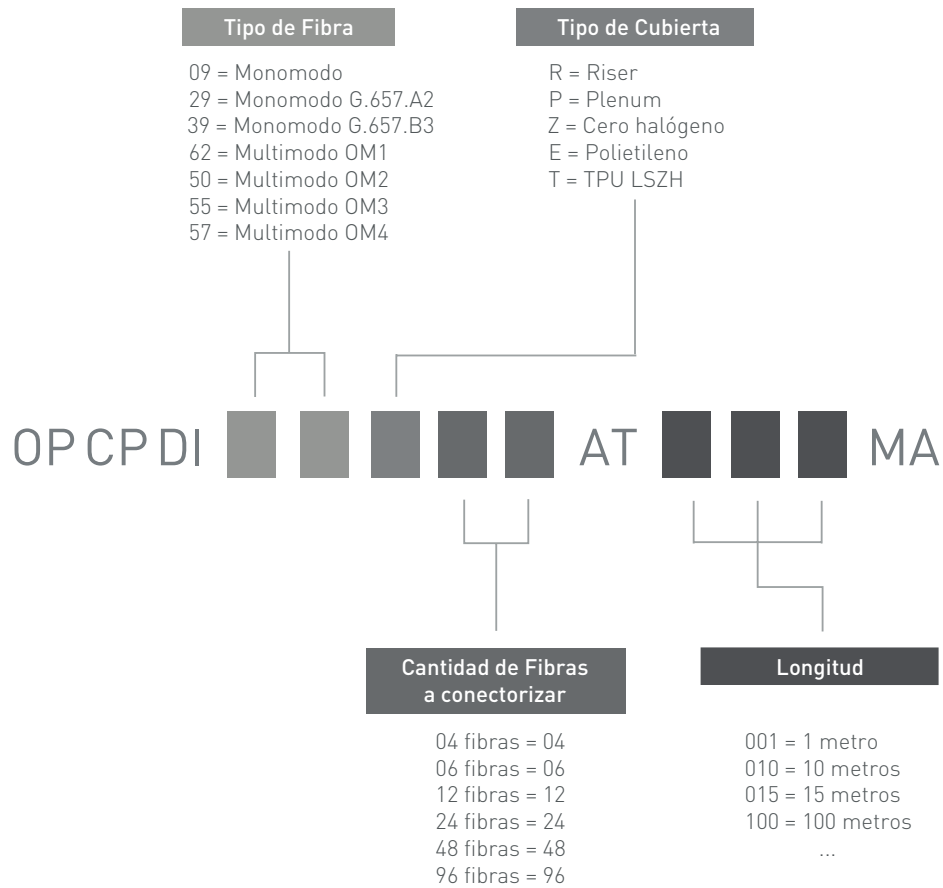 Tipo de Fibra
09 = Monomodo
29 = Monomodo G.657.A2
39 = Monomodo G.657.B3
62 = Multimodo OM1
50 = Multimodo OM2
55 = Multimodo OM3
57 = Multimodo OM4
Tipo de Cubierta
R = Riser
P = Plenum
Z = Cero halógeno
E = Polietileno
T = TPU LSZH
OP CP DI AT MA
Cantidad de Fibras
a conectorizar
04 fibras = 04
06 fibras = 06
12 fibras = 12
24 fibras = 24
48 fibras = 48
96 fibras = 96
Longitud
001 = 1 metro
010 = 10 metros
015 = 15 metros
100 = 100 metros
...